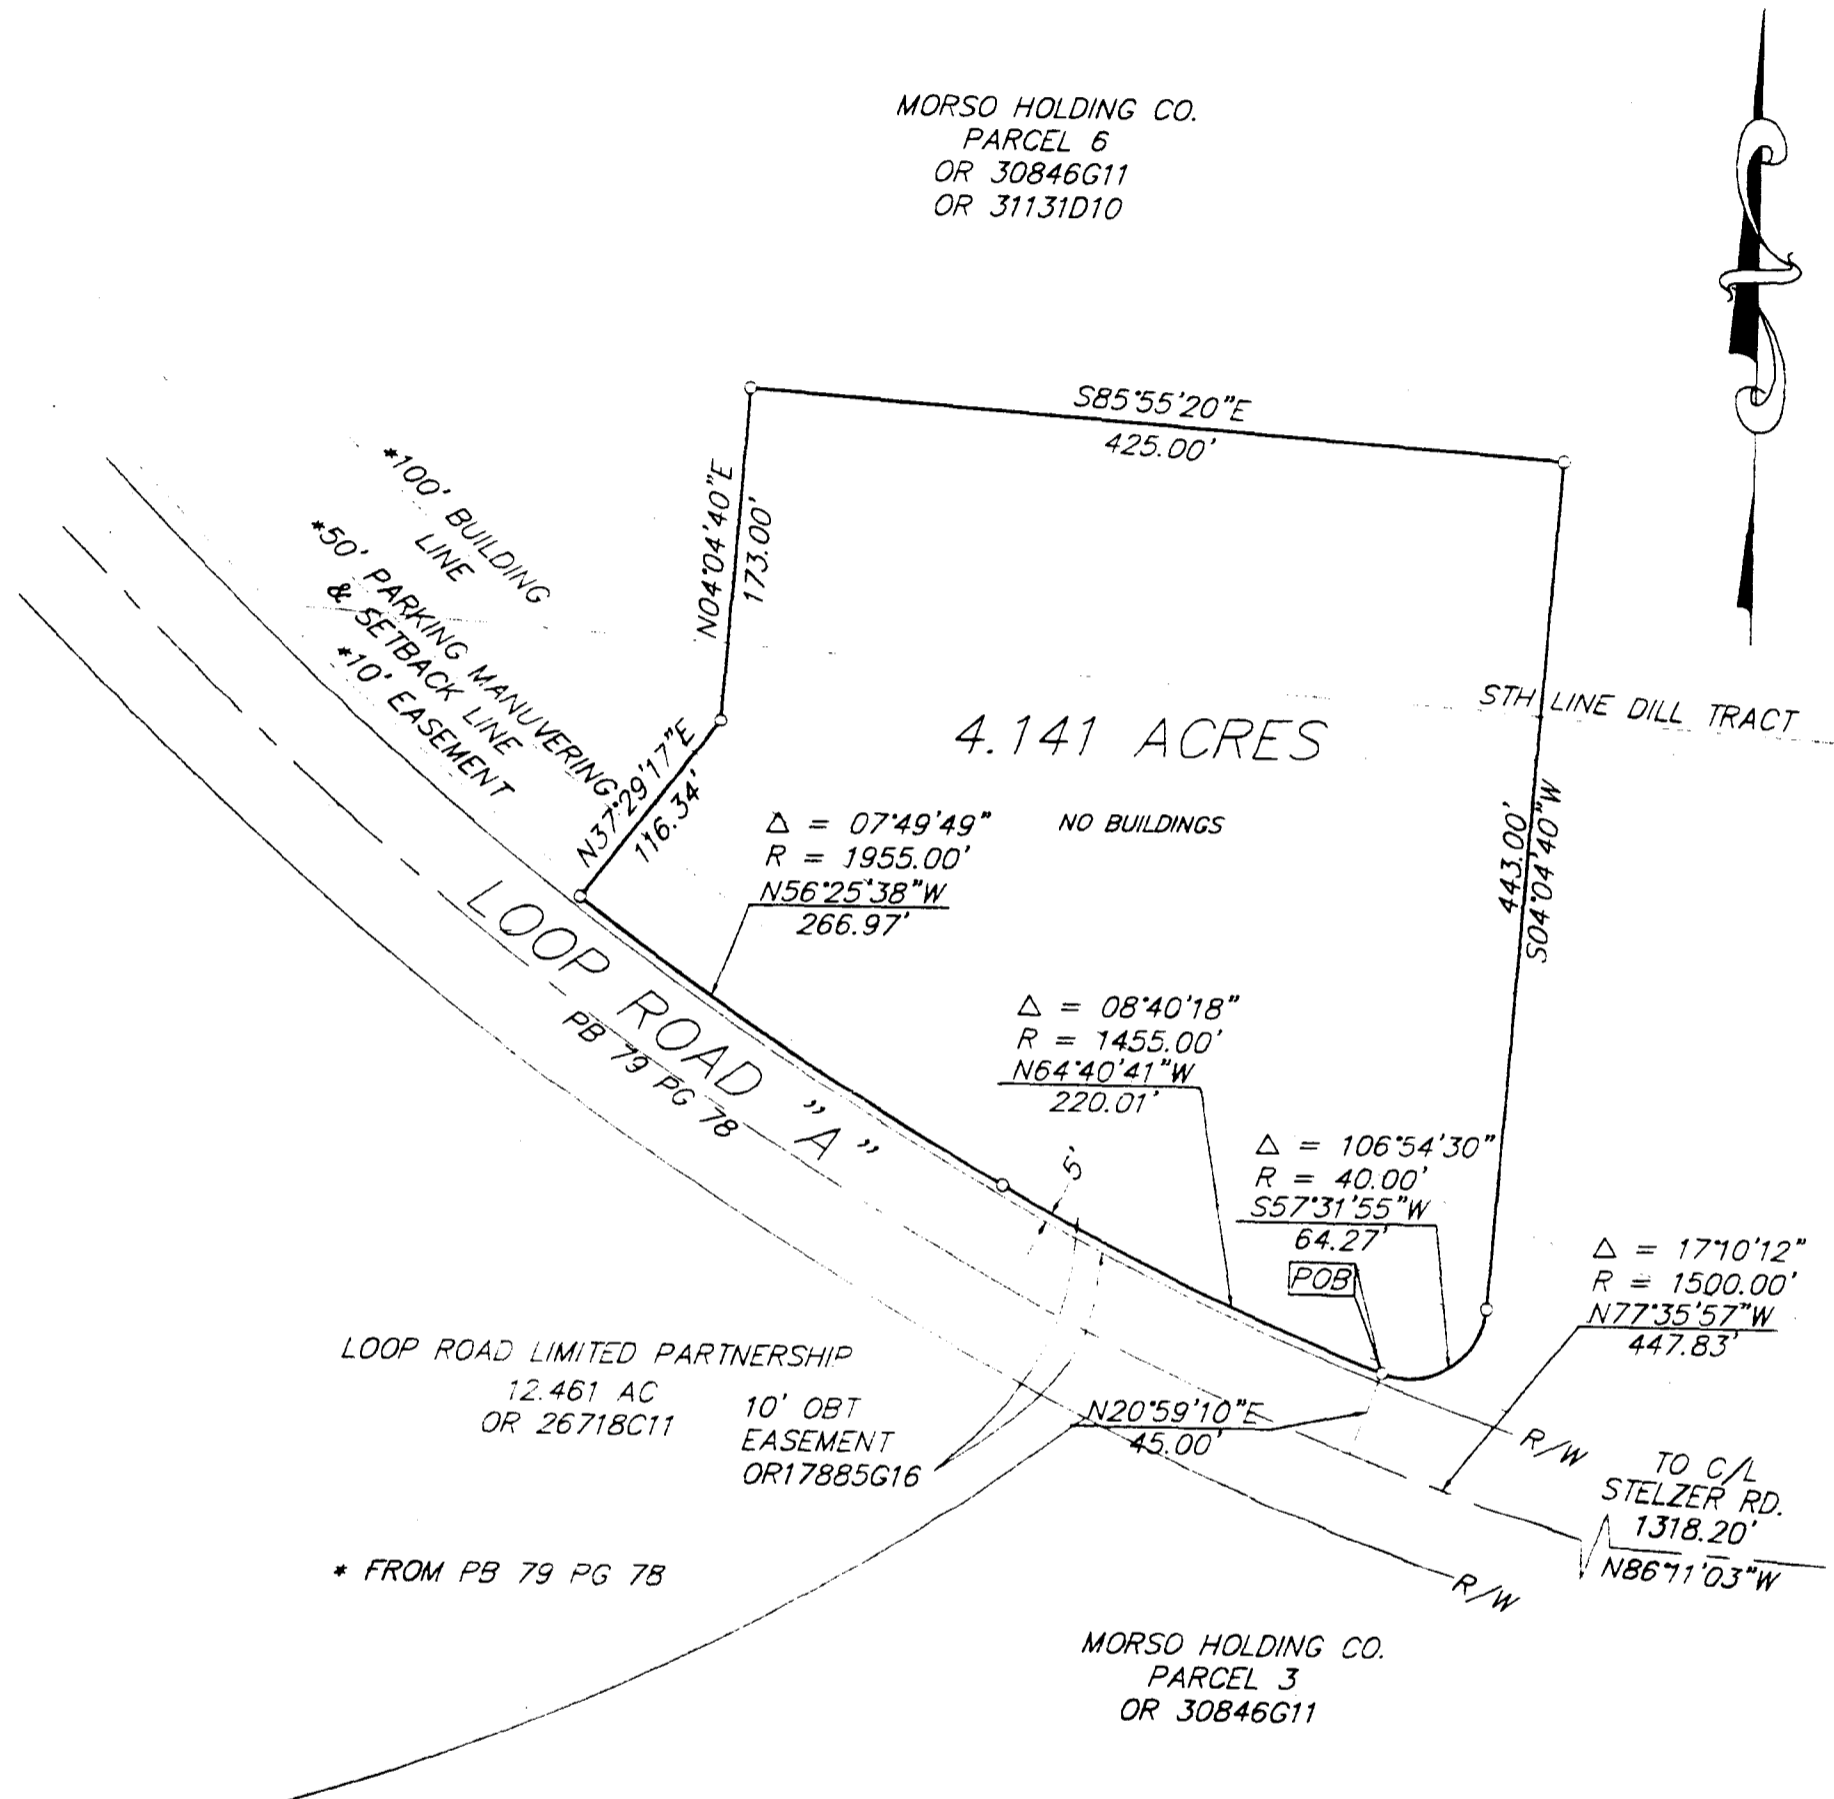 MORSO HOLDING CO.
PARCEL 6
OR 30846G11
OR 31131D10
S85°55'20"E
425.00'
N04°04'40"E
173.00'
*100' BUILDING
LINE
*50' PARKING MANUVERING
& SETBACK LINE
*10' EASEMENT
N37°29'17"E
116.34'
STH LINE DILL TRACT
4.141 ACRES
NO BUILDINGS
443.00'
S04°04'40"W
Δ = 07°49'49"
R = 1955.00'
N56°25'38"W
266.97'
LOOP ROAD "A"
PB 79 PG 78
Δ = 08°40'18"
R = 1455.00'
N64°40'41"W
220.01'
5'
Δ = 106°54'30"
R = 40.00'
S57°31'55"W
64.27'
POB
Δ = 17°10'12"
R = 1500.00'
N77°35'57"W
447.83'
LOOP ROAD LIMITED PARTNERSHIP
12.461 AC
OR 26718C11
10' OBT
EASEMENT
OR17885G16
N20°59'10"E
45.00'
R/W
TO C/L
STELZER RD.
1318.20'
N86°11'03"W
R/W
* FROM PB 79 PG 78
MORSO HOLDING CO.
PARCEL 3
OR 30846G11